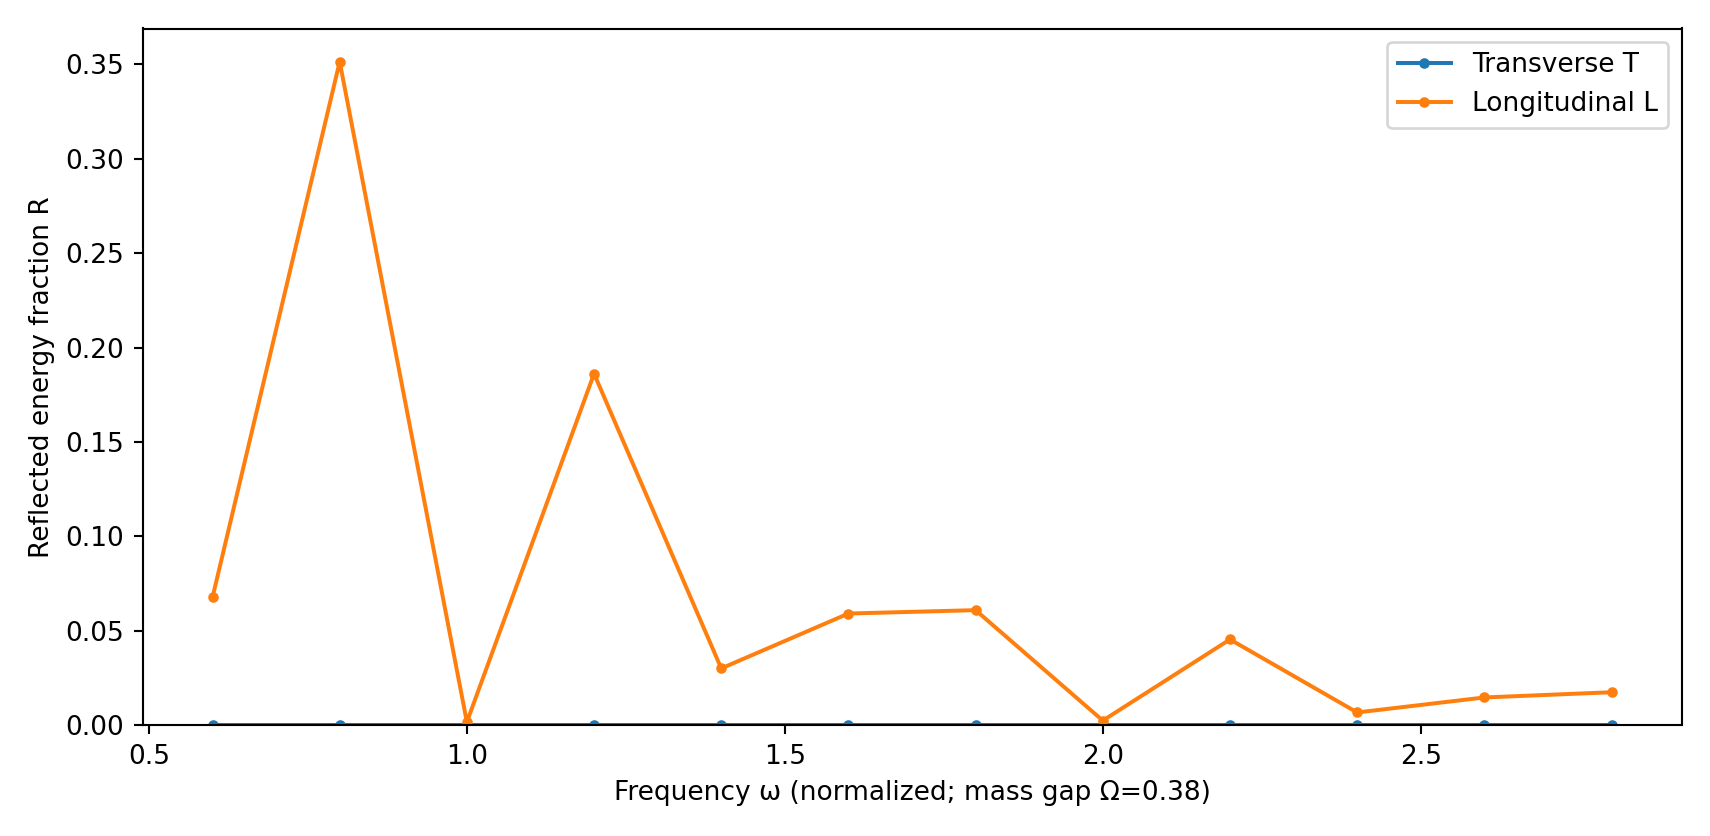 Transverse T
Longitudinal L
Reflected energy fraction R
0.35
0.30
0.25
0.20
0.15
0.10
0.05
0.00
0.5 1.0 1.5 2.0 2.5
Frequency ω (normalized; mass gap Ω=0.38)